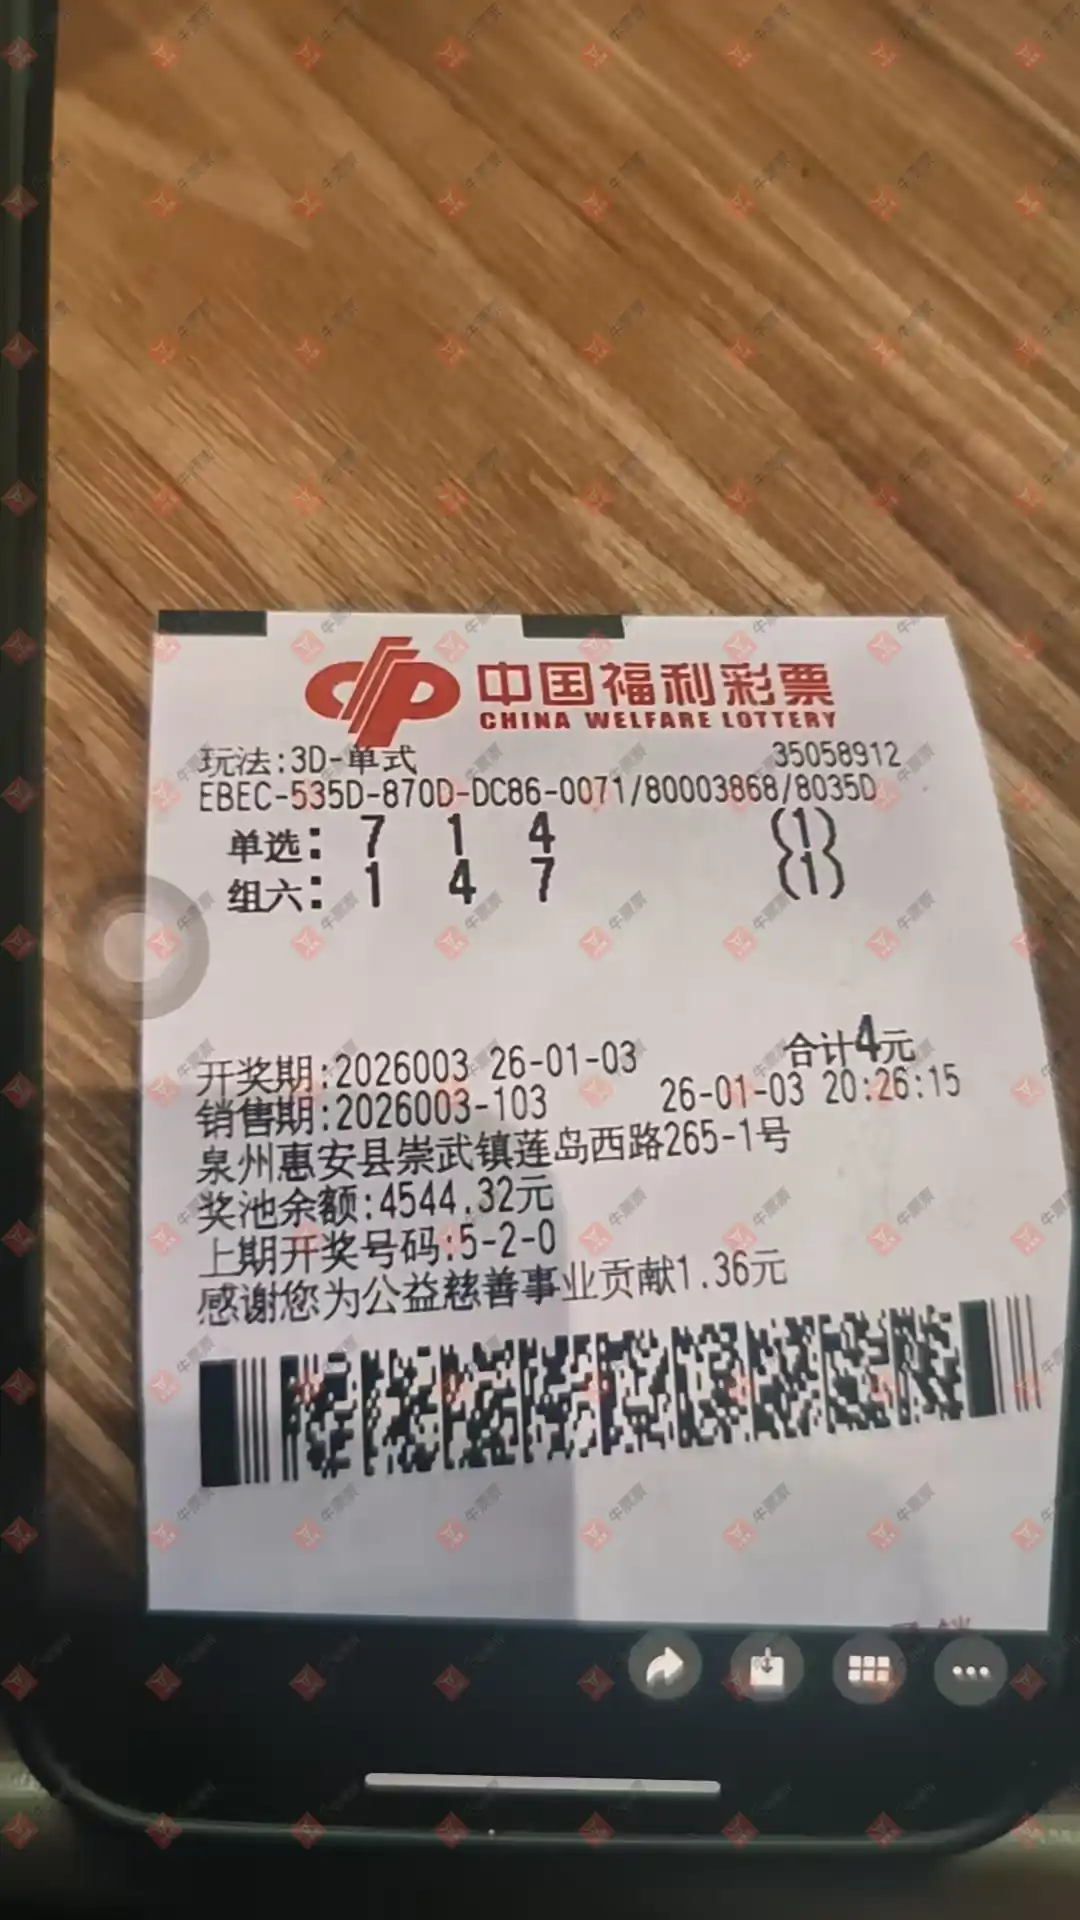 中国福利彩票
CHINA WELFARE LOTTERY
玩法:3D-单式 35058912
EBEC-535D-870D-DC86-0071/80003868/8035D
单选: 7 1 4 (1)
组六: 1 4 7 (1)
开奖期:2026003 26-01-03 合计4元
销售期:2026003-103 26-01-03 20:26:15
泉州惠安县崇武镇莲岛西路265-1号
奖池余额:4544.32元
上期开奖号码:5-2-0
感谢您为公益慈善事业贡献1.36元